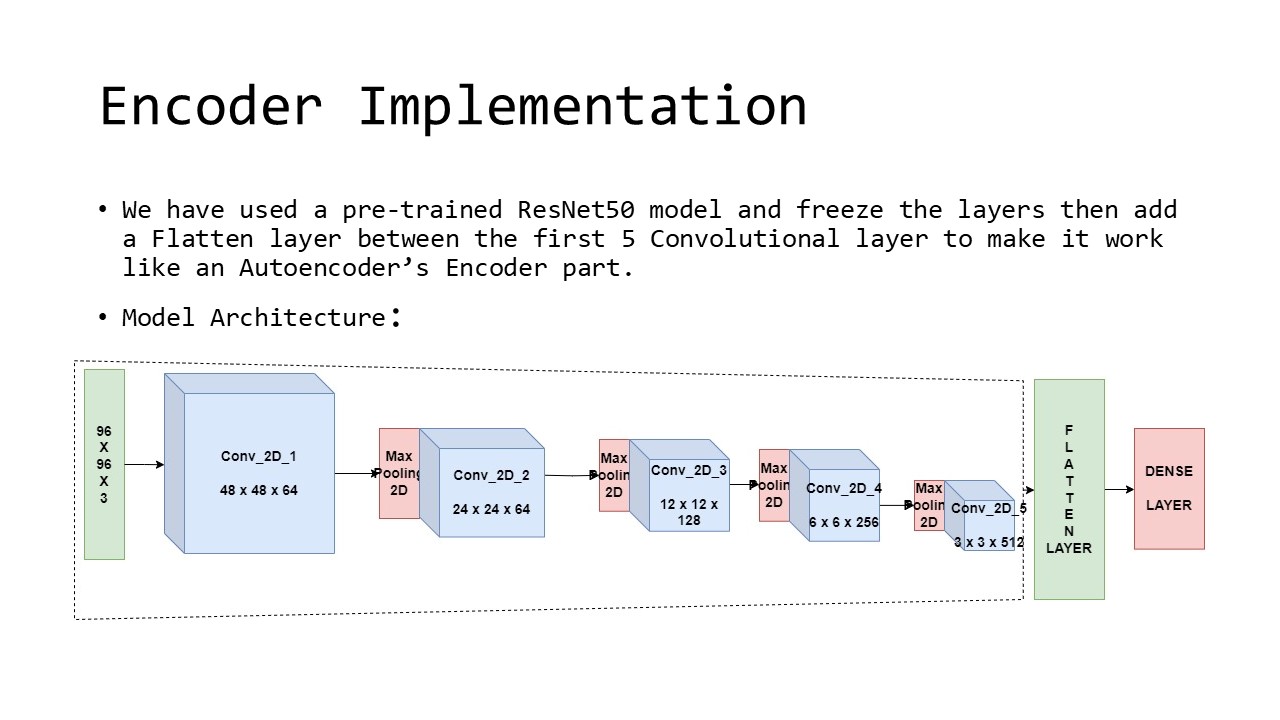 Encoder Implementation
• We have used a pre-trained ResNet50 model and freeze the layers then add
a Flatten layer between the first 5 Convolutional layer to make it work
like an Autoencoder’s Encoder part.
• Model Architecture:
96
X
96
X
3
Conv_2D_1
48 x 48 x 64
Max
Pooling
2D
Conv_2D_2
24 x 24 x 64
Max
Pooling
2D
Conv_2D_3
12 x 12 x
128
Max
Pooling
2D
Conv_2D_4
6 x 6 x 256
Max
Pooling
2D
Conv_2D_5
3 x 3 x 512
F
L
A
T
T
E
N
LAYER
DENSE
LAYER